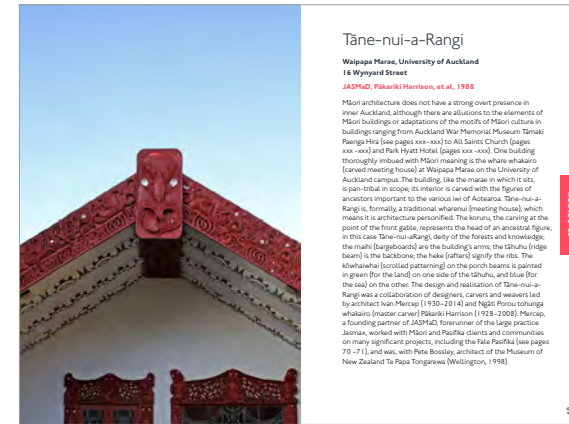 Tāne-nui-a-Rangi
Waipapa Marae, University of Auckland
16 Wynyard Street
JASMaD, Pākariki Harrison, et al, 1988
Māori architecture does not have a strong overt presence in
inner Auckland, although there are allusions to the elements of
Māori buildings or adaptations of the motifs of Māori culture in
buildings ranging from Auckland War Memorial Museum Tāmaki
Paenga Hira (see pages xxx–xxx) to All Saints Church (pages
xxx -xxx) and Park Hyatt Hotel (pages xxx -xxx). One building
thoroughly imbued with Māori meaning is the whare whakairo
(carved meeting house) at Waipapa Marae on the University of
Auckland campus .The building, like the marae in which it sits,
is pan-tribal in scope; its interior is carved with the figures of
ancestors important to the various iwi of Aotearoa. Tāne-nui-a-
Rangi is, formally, a traditional wharenui (meeting house), which
means it is architecture personified. The koruru, the carving at the
point of the front gable, represents the head of an ancestral figure,
in this case Tāne-nui-aRangi, deity of the forests and knowledge;
the maihi (bargeboards) are the building's arms; the tāhuhu (ridge
beam) is the backbone; the heke (rafters) signify the ribs. The
kōwhaiwhai (scrolled patterning) on the porch beams is painted
in green (for the land) on one side of the tāhuhu, and blue (for
the sea) on the other. The design and realisation of Tāne-nui-a-
Rangi was a collaboration of designers, carvers and weavers led
by architect Ivan Mercep (1930–2014) and Ngāti Porou tohunga
whakairo (master carver) Pākariki Harrison (1928–2008). Mercep,
a founding partner of JASMaD, forerunner of the large practice
Jasmax, worked with Māori and Pasifika clients and communities
on many significant projects, including the Fale Pasifika (see pages
70 –71), and was, with Pete Bossley, architect of the Museum of
New Zealand Te Papa Tongarewa (Wellington, 1998).